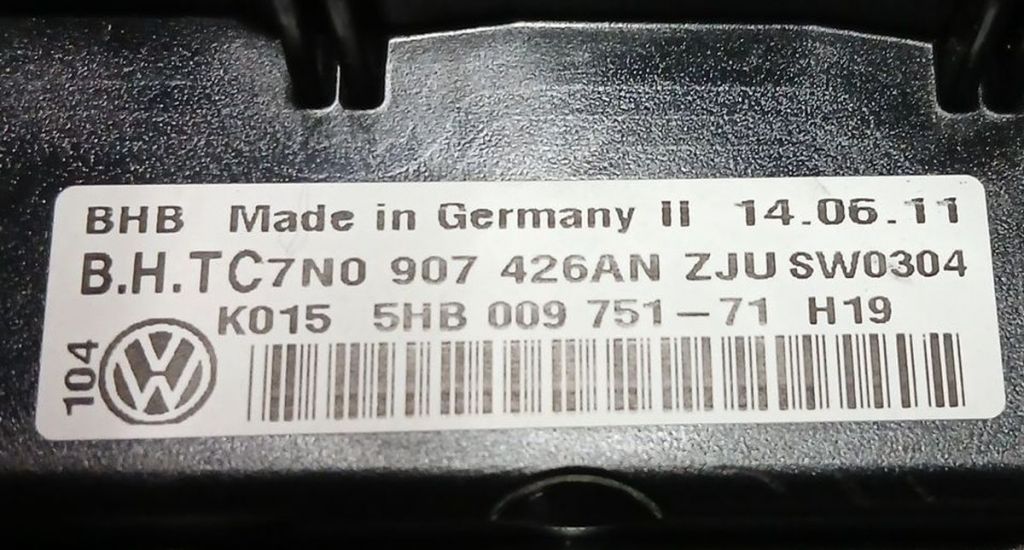 BHB Made in Germany II 14.06.11
B.H.TC7N0 907 426AN ZJU SW0304
K015 5HB 009 751-71 H19
104